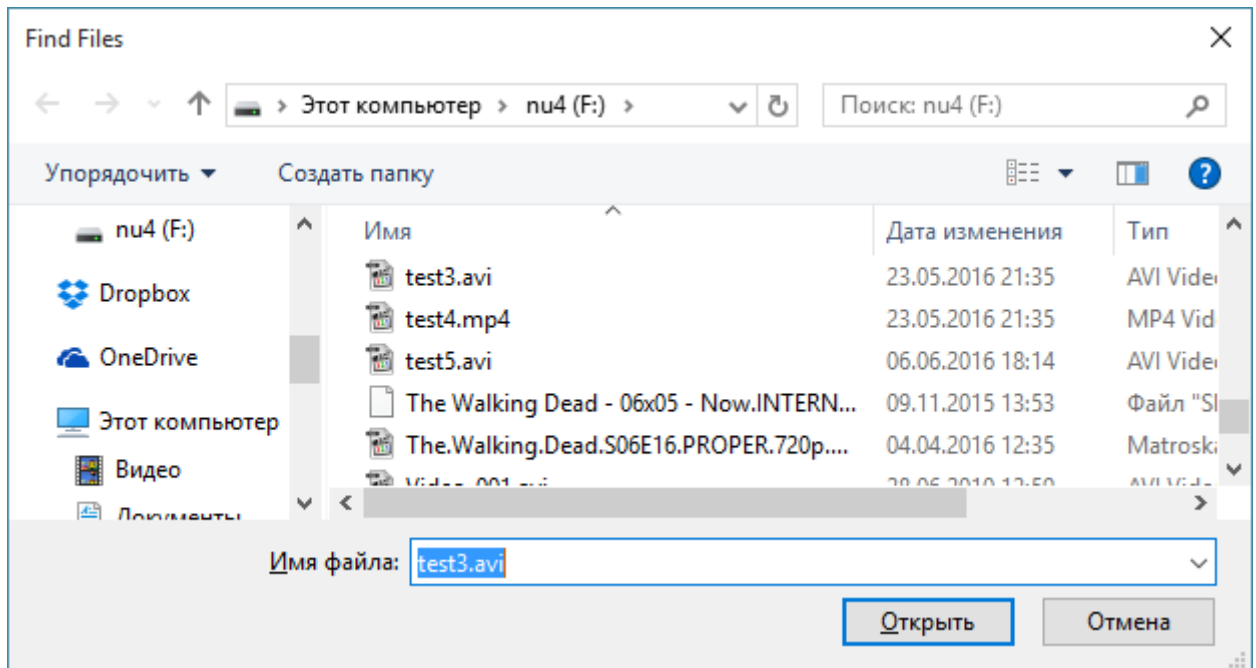 Find Files
Этот компьютер > nu4 (F:) >
Поиск: nu4 (F:)
Упорядочить
Создать папку
nu4 (F:)
Dropbox
OneDrive
Этот компьютер
Видео
Документы
Имя Дата изменения Тип
test3.avi 23.05.2016 21:35 AVI Vide
test4.mp4 23.05.2016 21:35 MP4 Vid
test5.avi 06.06.2016 18:14 AVI Vide
The Walking Dead - 06x05 - Now.INTERN... 09.11.2015 13:53 Файл "S
The.Walking.Dead.S06E16.PROPER.720p.... 04.04.2016 12:35 Matrosk
Video_001.avi
Имя файла: test3.avi
Открыть
Отмена